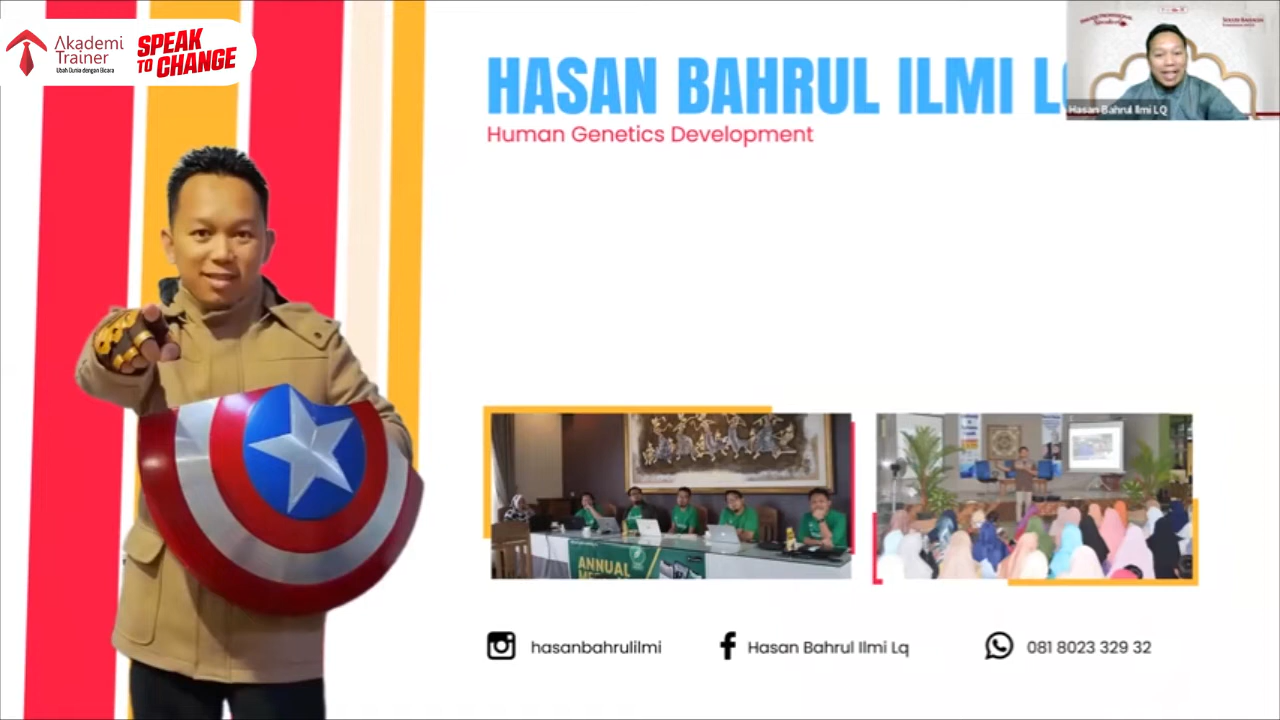 Akademi
Trainer
Ubah Dunia dengan Bicara
SPEAK
TO CHANGE
HASAN BAHRUL ILMI
Human Genetics Development
Hasan Bahrul Ilmi LQ
ANNUAL
hasanbahrulilmi
Hasan Bahrul Ilmi Lq
081 8023 329 32